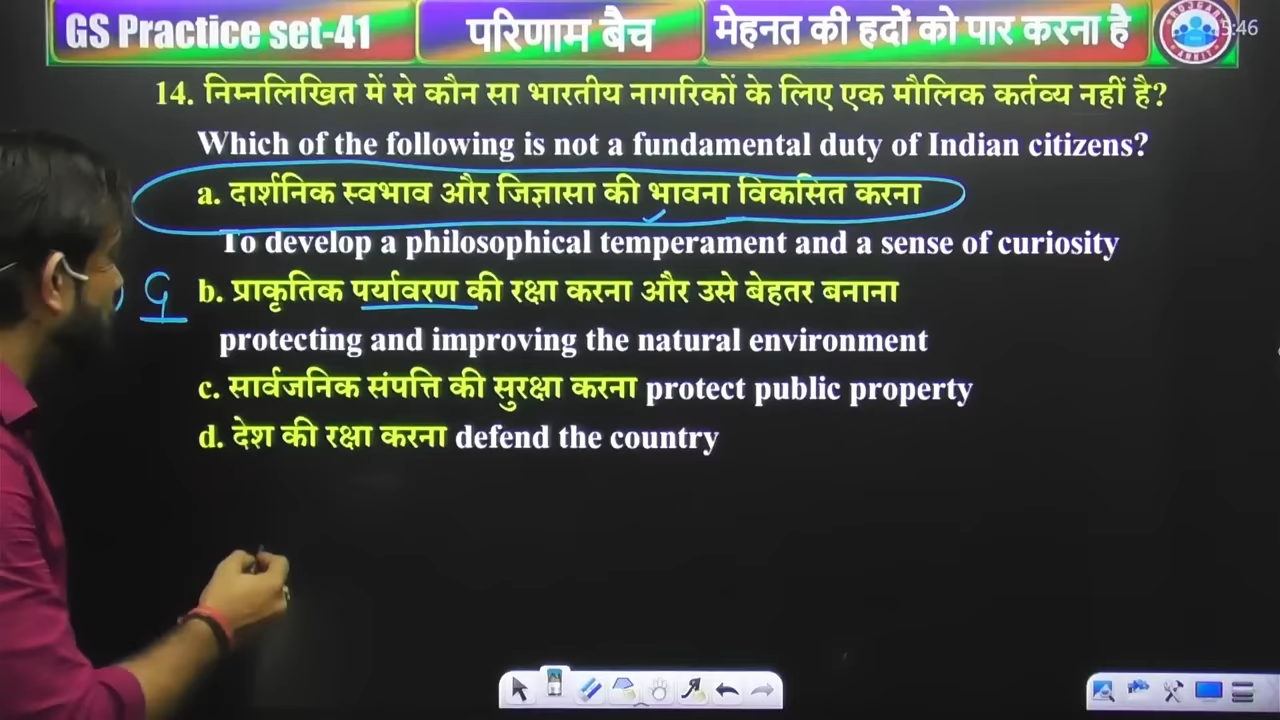 GS Practice set-41
परिणाम बैच
मेहनत की हदों को पार करना है
5:46
14. निम्नलिखित में से कौन सा भारतीय नागरिकों के लिए एक मौलिक कर्तव्य नहीं है?
Which of the following is not a fundamental duty of Indian citizens?
a. दार्शनिक स्वभाव और जिज्ञासा की भावना विकसित करना
To develop a philosophical temperament and a sense of curiosity
b. प्राकृतिक पर्यावरण की रक्षा करना और उसे बेहतर बनाना
protecting and improving the natural environment
c. सार्वजनिक संपत्ति की सुरक्षा करना protect public property
d. देश की रक्षा करना defend the country